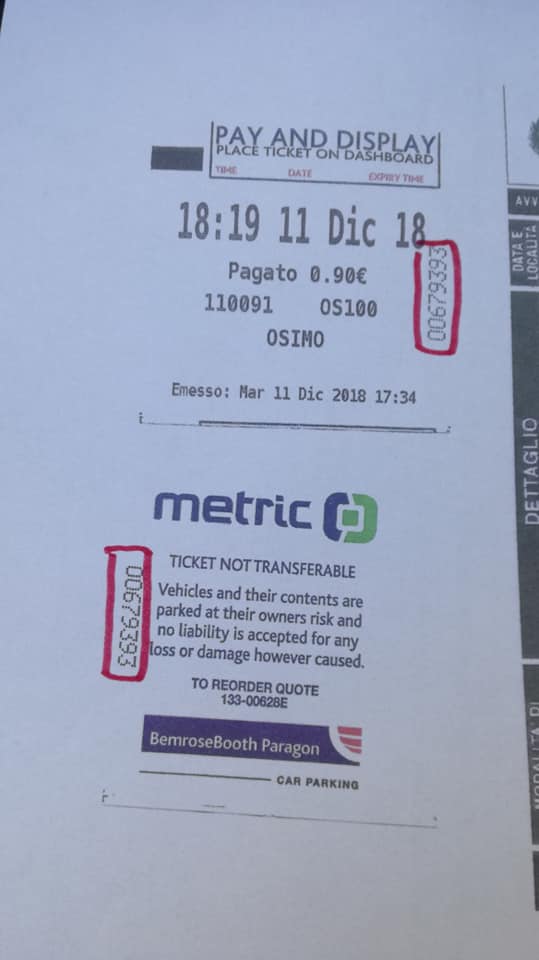 PAY AND DISPLAY
PLACE TICKET ON DASHBOARD
TIME DATE EXPIRY TIME
18:19 11 Dic 18
Pagato 0.90€
110091 OS100
OSIMO
00679393
Emesso: Mar 11 Dic 2018 17:34
metric
TICKET NOT TRANSFERABLE
Vehicles and their contents are
parked at their owners risk and
no liability is accepted for any
loss or damage however caused.
00679393
TO REORDER QUOTE
133-00628E
BemroseBooth Paragon
CAR PARKING
AVV
DATA E
LOCALITÀ
DETTAGLIO